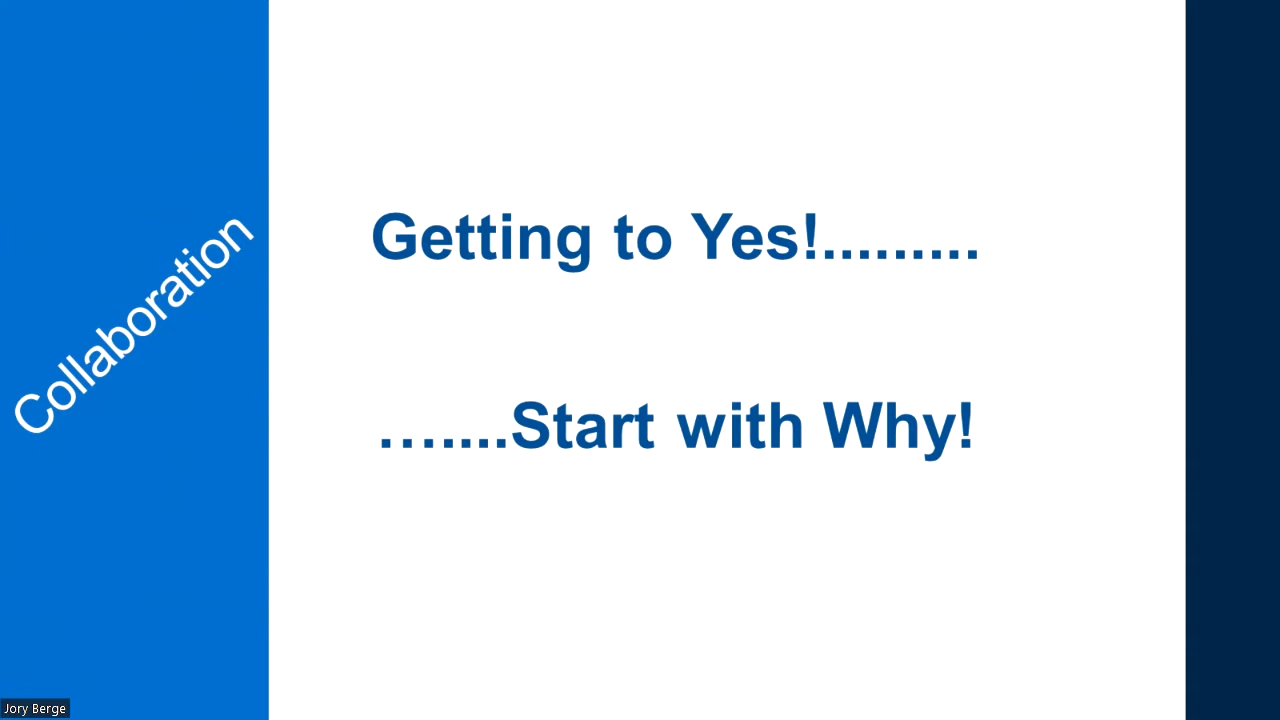 Collaboration
Getting to Yes!.........
…....Start with Why!
Jory Berge